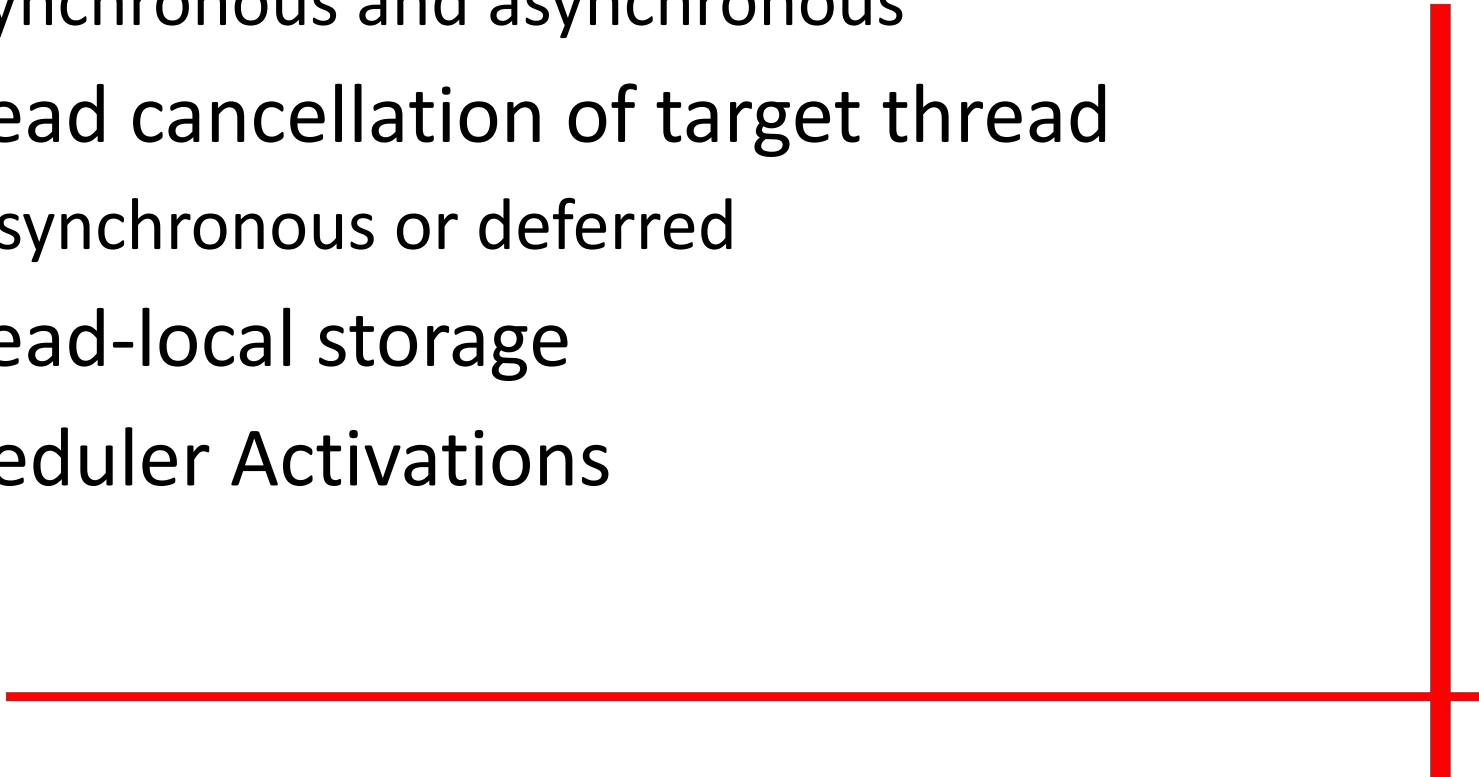 ynchronous and asynchronous
ead cancellation of target thread
synchronous or deferred
ead-local storage
eduler Activations